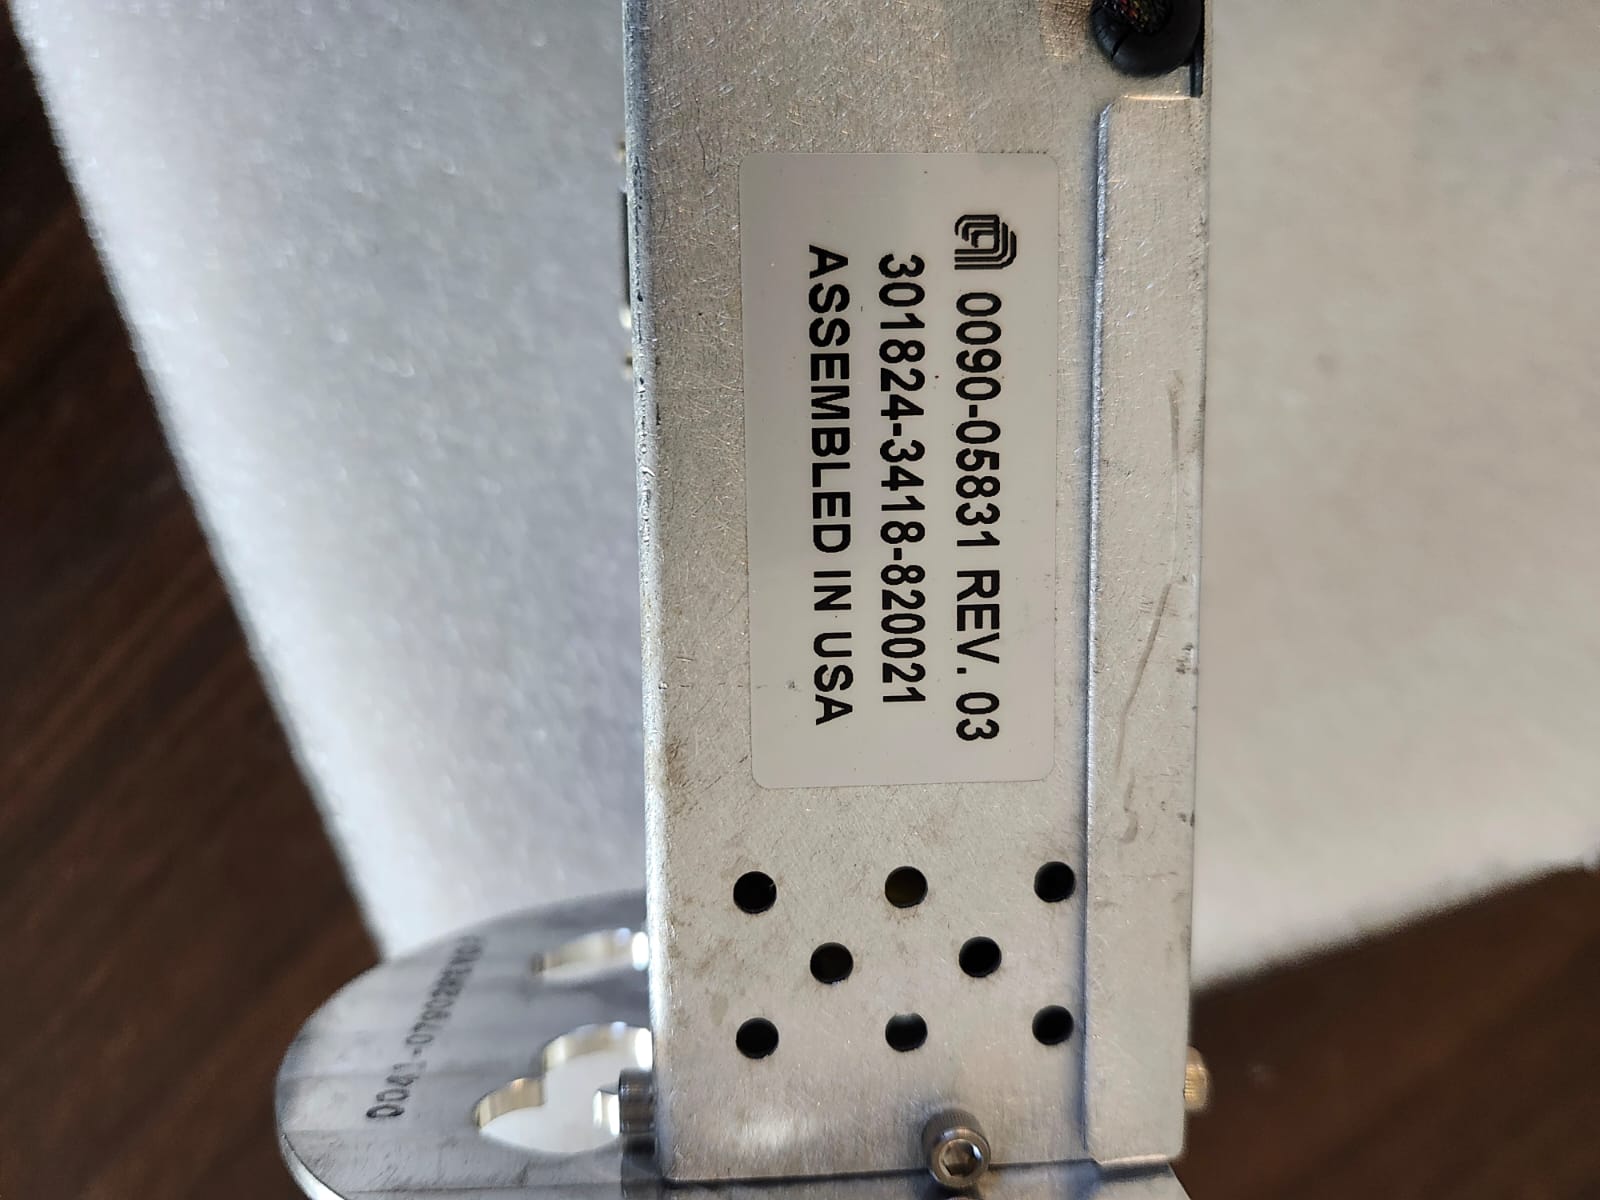 0090-05831 REV. 03
301824-3418-820021
ASSEMBLED IN USA